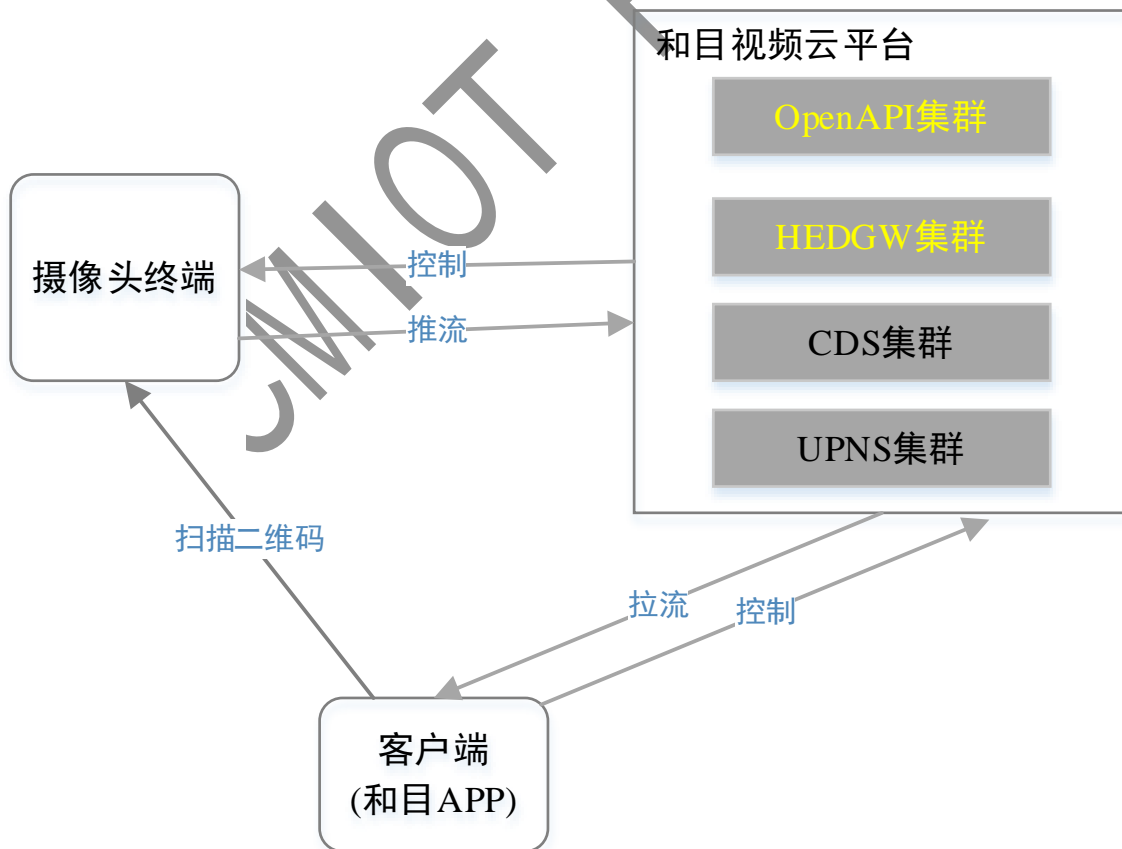 和目视频云平台
OpenAPI集群
HEDGW集群
CDS集群
UPNS集群
摄像头终端
控制
推流
扫描二维码
拉流
控制
客户端
(和目APP)
CMIOT